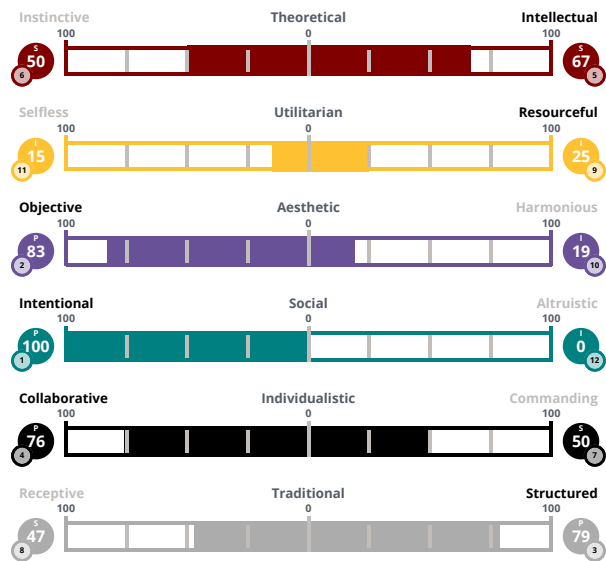 Instinctive Theoretical Intellectual
100 0 100
S S
50 67
6 5
Selfless Utilitarian Resourceful
100 0 100
I I
15 25
11 9
Objective Aesthetic Harmonious
100 0 100
P I
83 19
2 10
Intentional Social Altruistic
100 0 100
P I
100 0
1 12
Collaborative Individualistic Commanding
100 0 100
P S
76 50
4 7
Receptive Traditional Structured
100 0 100
S P
47 79
8 3